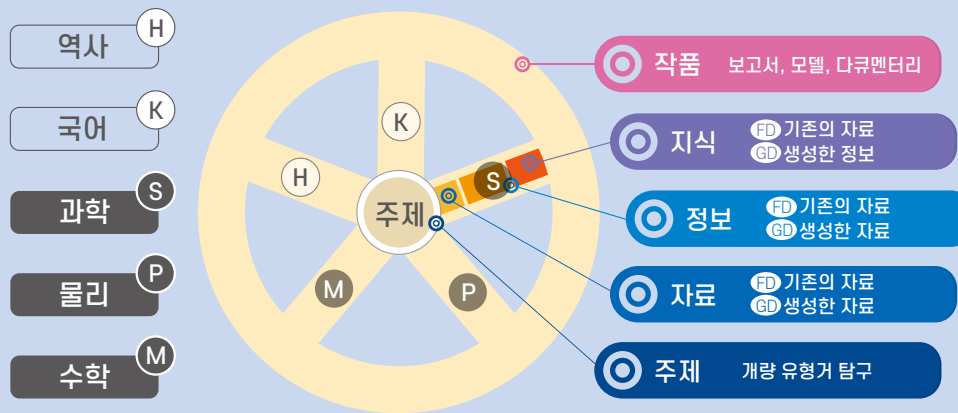 역사
H
국어
K
과학
S
물리
P
수학
M
K
H
S
주제
M
P
작품 보고서, 모델, 다큐멘터리
지식
FD 기존의 자료
GD 생성한 정보
정보
FD 기존의 자료
GD 생성한 자료
자료
FD 기존의 자료
GD 생성한 자료
주제 개량 유형거 탐구